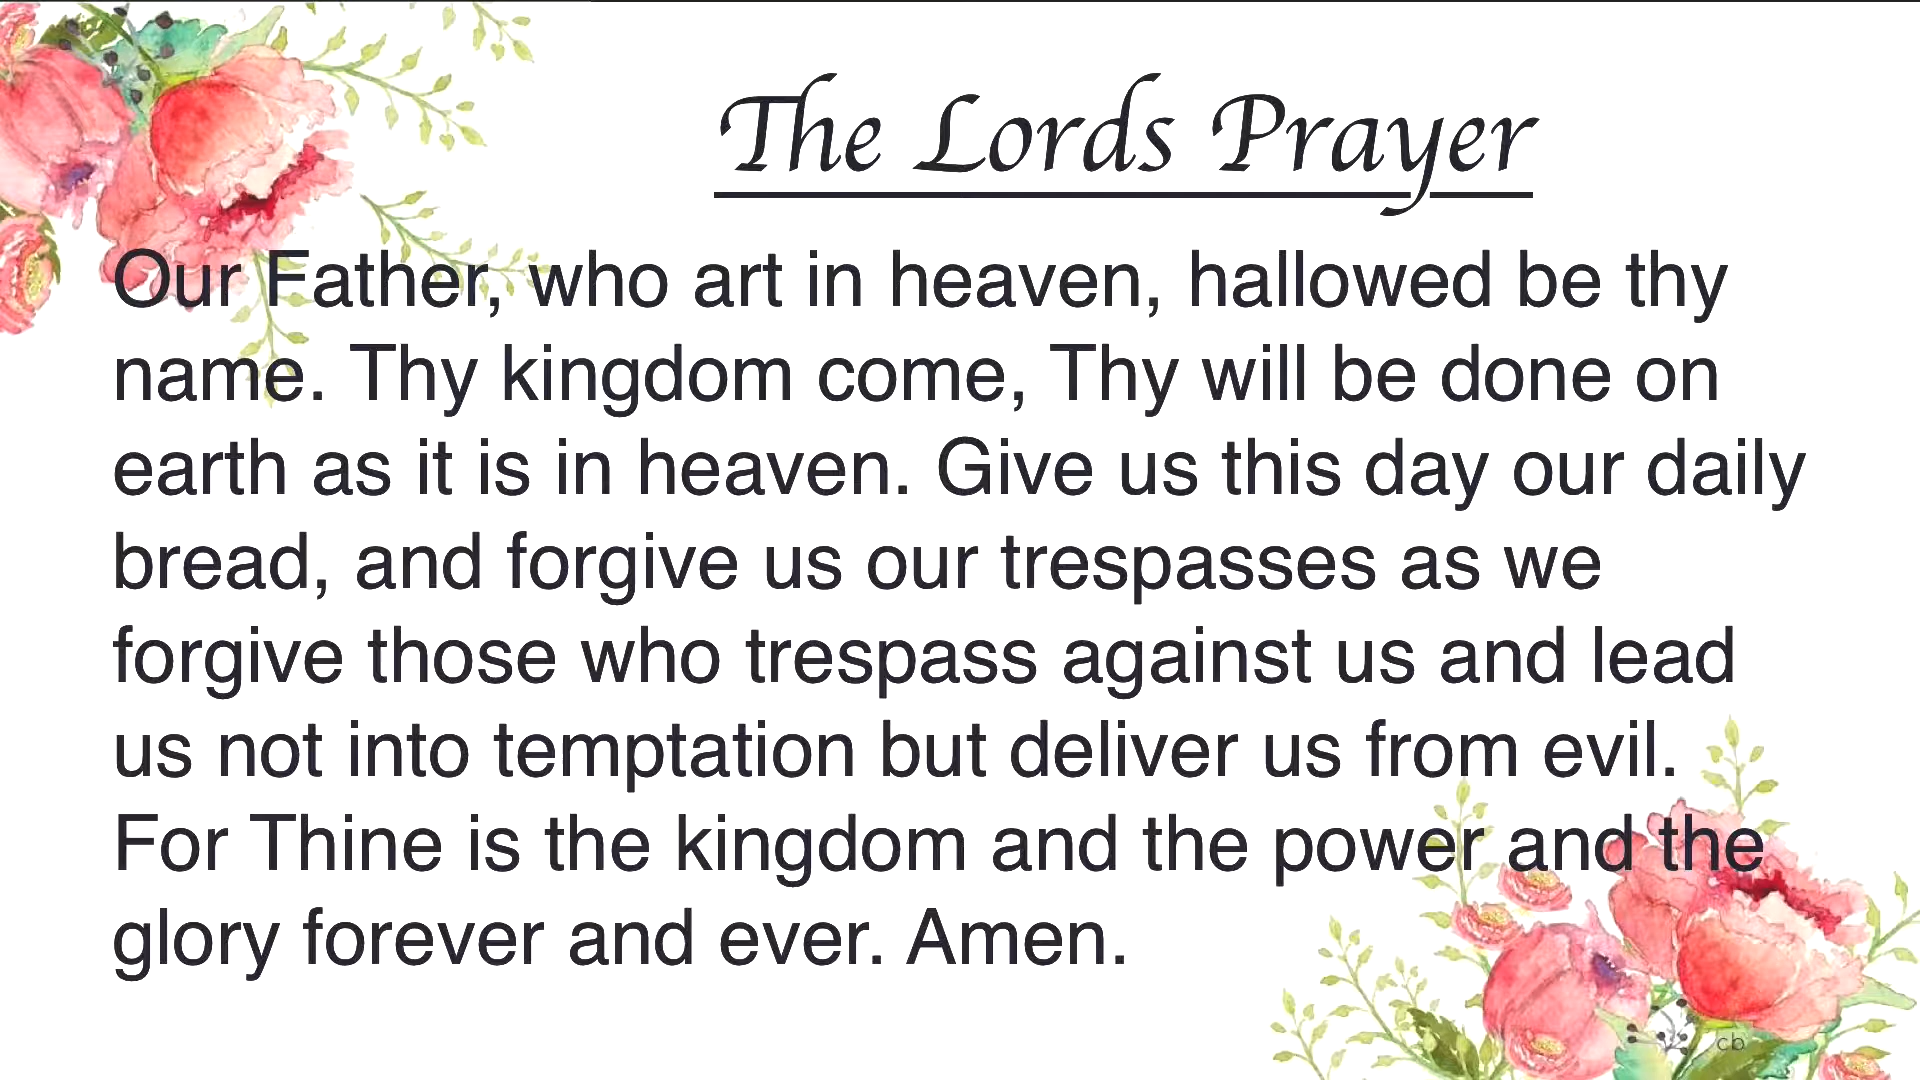 The Lords Prayer
Our Father, who art in heaven, hallowed be thy
name. Thy kingdom come, Thy will be done on
earth as it is in heaven. Give us this day our daily
bread, and forgive us our trespasses as we
forgive those who trespass against us and lead
us not into temptation but deliver us from evil.
For Thine is the kingdom and the power and the
glory forever and ever. Amen.
cb